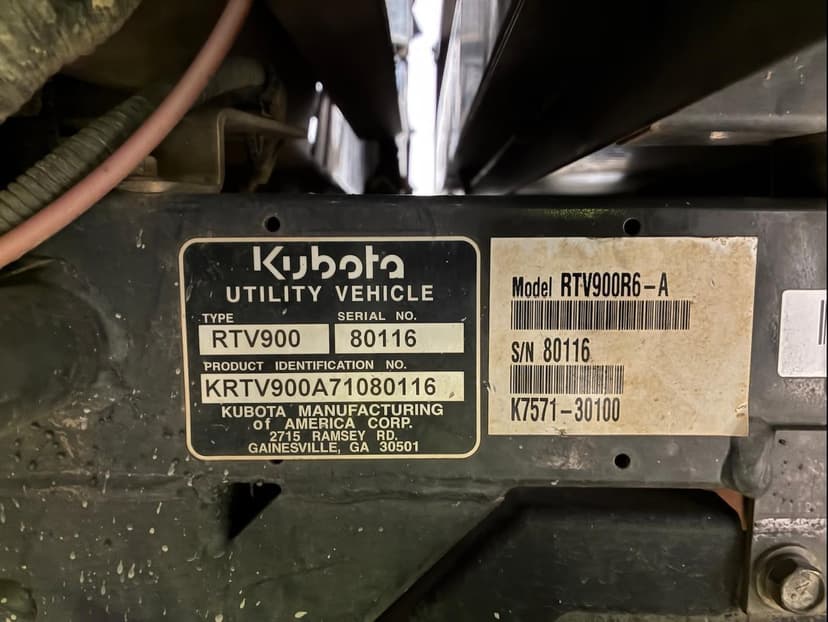 Kubota
UTILITY VEHICLE
TYPE SERIAL NO.
RTV900 80116
PRODUCT IDENTIFICATION NO.
KRTV900A71080116
KUBOTA MANUFACTURING
of AMERICA CORP.
2715 RAMSEY RD.
GAINESVILLE, GA 30501
Model RTV900R6-A
S/N 80116
K7571-30100